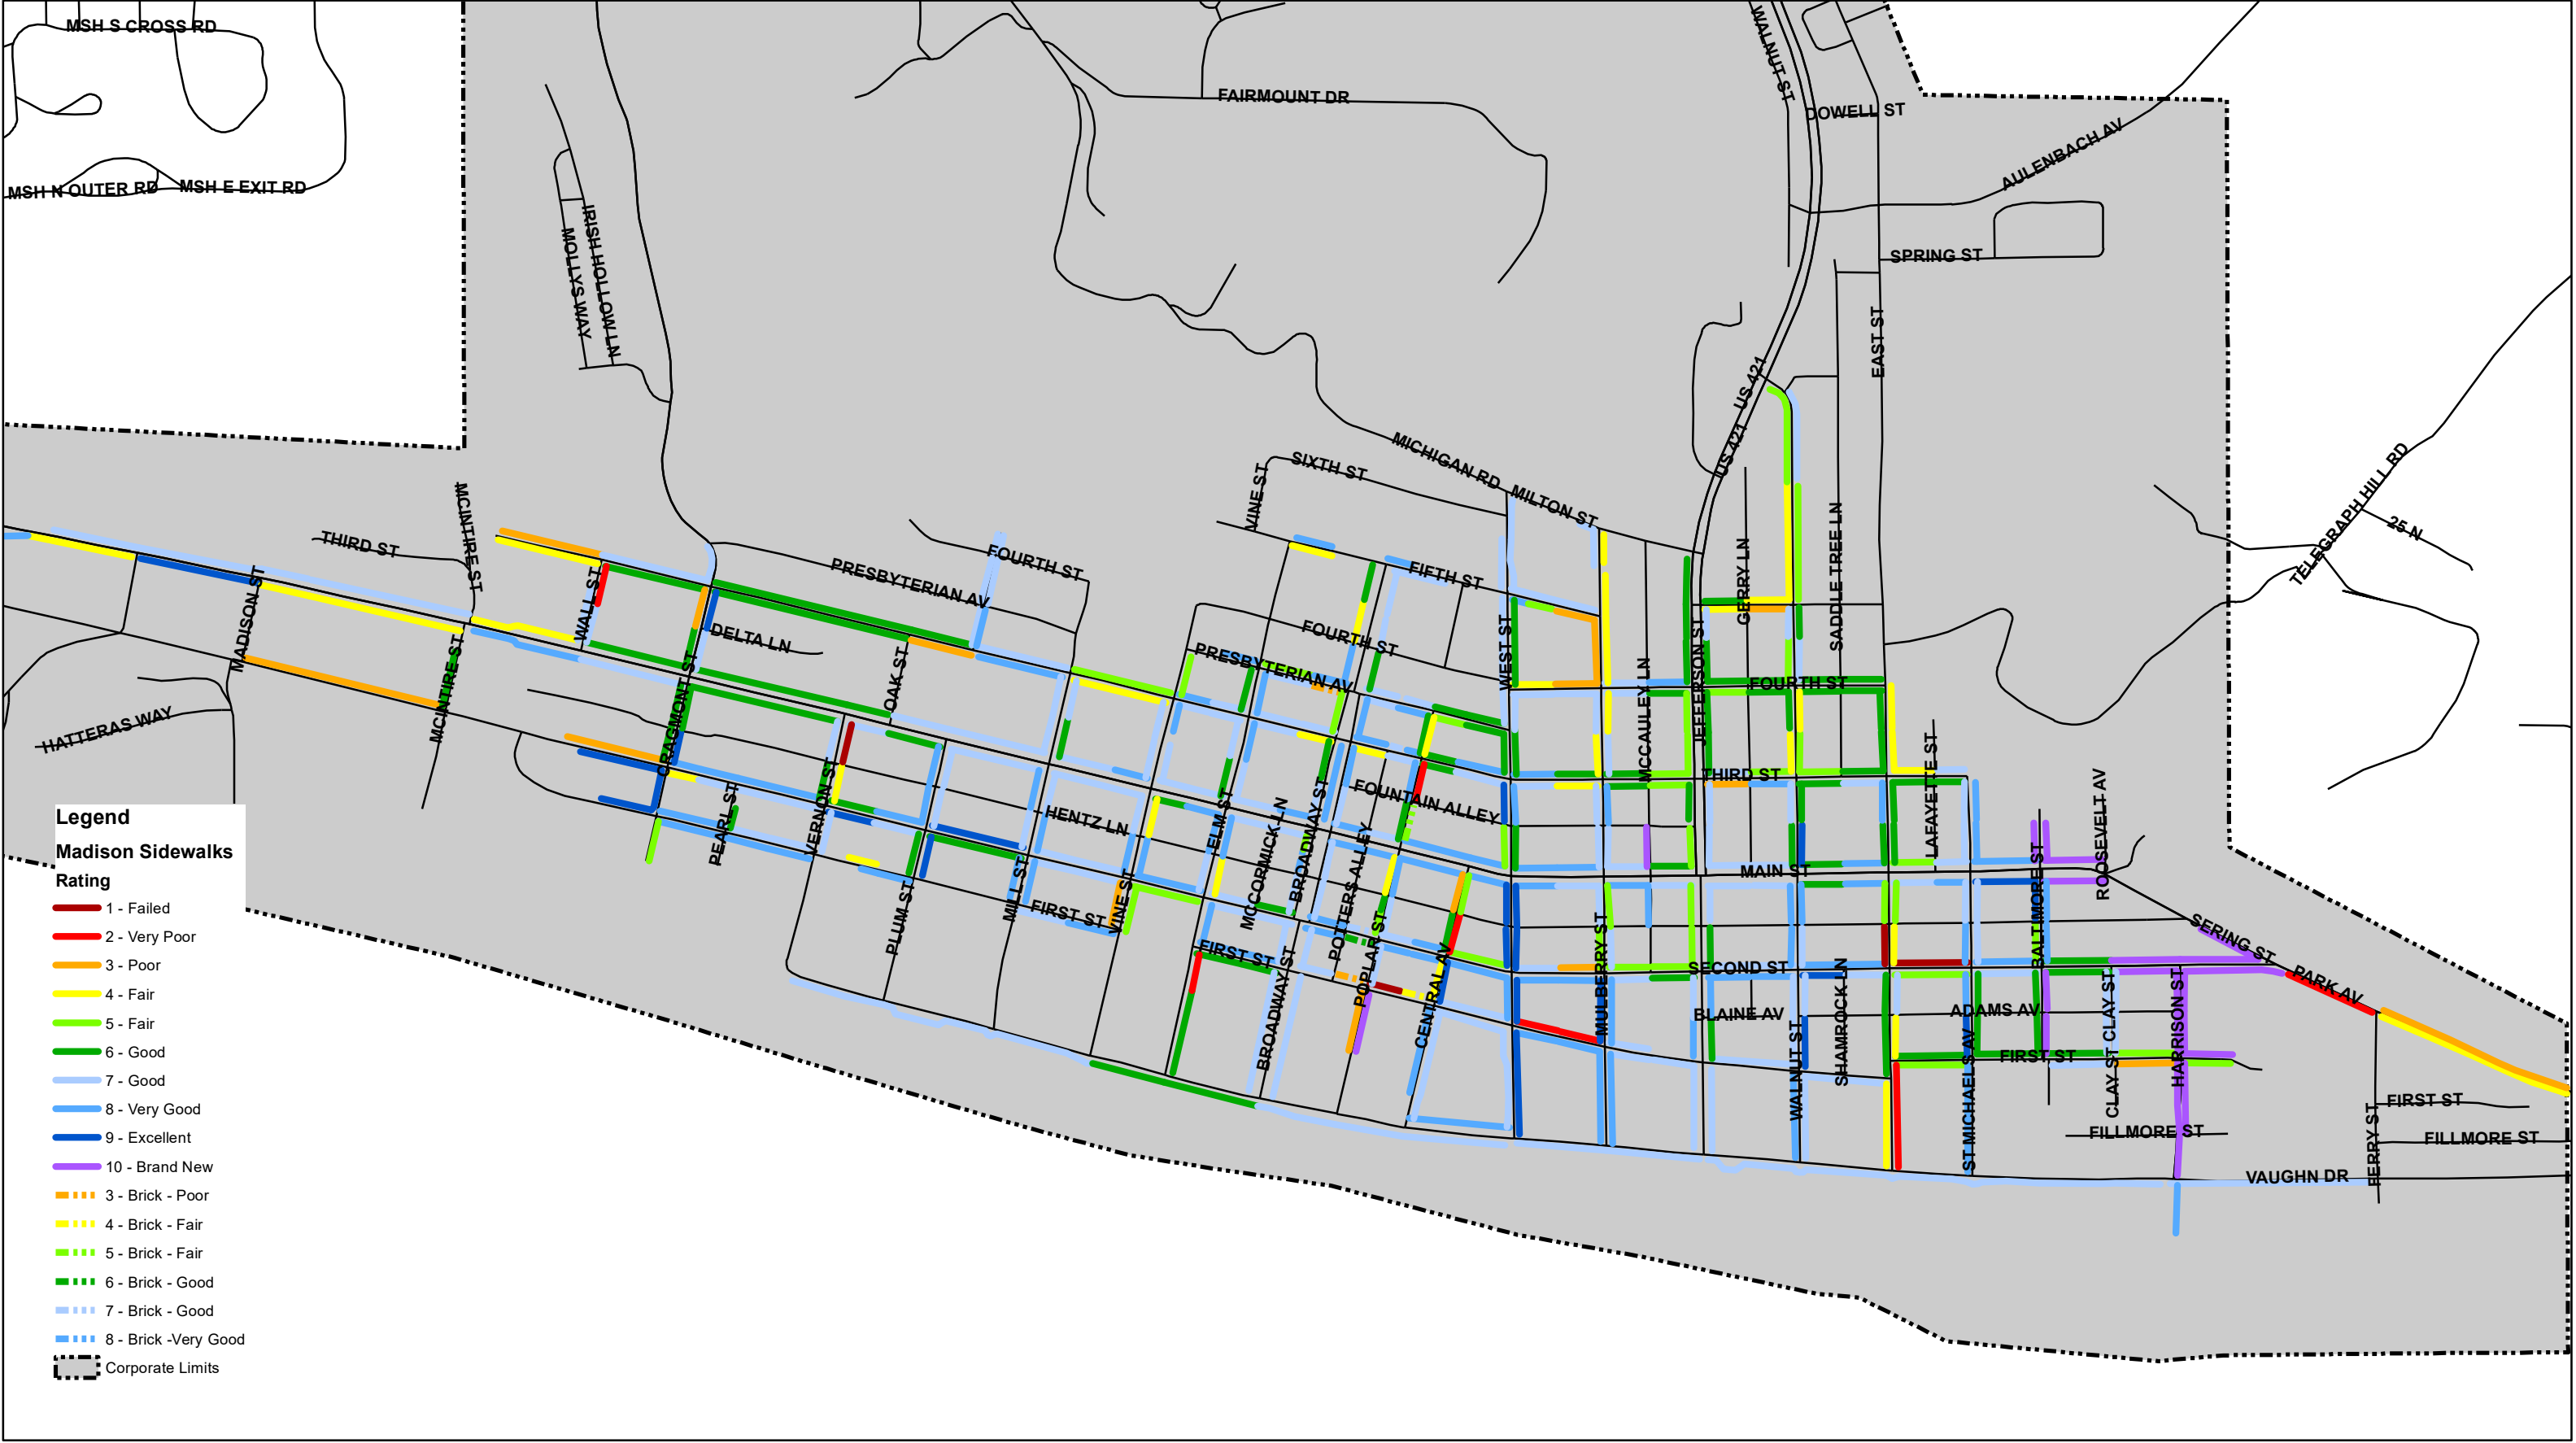 MSH S CROSS RD
MSH N OUTER RD
MSH E EXIT RD
IRISH HOLLOW LN
MOLLYS WAY
FAIRMOUNT DR
WALNUT ST
DOWELL ST
AULENBACH AV
SPRING ST
EAST ST
US 421
US 421
MICHIGAN RD
MILTON ST
SIXTH ST
VINE ST
TELEGRAPH HILL RD
25 N
THIRD ST
MCINTIRE ST
WALL ST
PRESBYTERIAN AV
FOURTH ST
FIFTH ST
GERRY LN
SADDLE TREE LN
MADISON ST
MCINTIRE ST
DELTA LN
OAK ST
CRAGMONT ST
FOURTH ST
PRESBYTERIAN AV
WEST ST
MCCAULEY LN
JEFFERSON ST
FOURTH ST
HATTERAS WAY
THIRD ST
LAFAYETTE ST
ROOSEVELT AV
VERNON ST
PEARL ST
HENTZ LN
ELM ST
MCCORMICK LN
BROADWAY ST
FOUNTAIN ALLEY
POTTERS ALLEY
MAIN ST
BALTIMORE ST
PLUM ST
MILL ST
FIRST ST
VINE ST
FIRST ST
BROADWAY ST
POPLAR ST
CENTRAL AV
MULBERRY ST
SECOND ST
SERING ST
PARK AV
BLAINE AV
WALNUT ST
SHAMROCK LN
ADAMS AV
ST MICHAELS AV
FIRST ST
CLAY ST
CLAY ST
HARRISON ST
FILLMORE ST
FERRY ST
FIRST ST
FILLMORE ST
VAUGHN DR
Legend
Madison Sidewalks
Rating
1 - Failed
2 - Very Poor
3 - Poor
4 - Fair
5 - Fair
6 - Good
7 - Good
8 - Very Good
9 - Excellent
10 - Brand New
3 - Brick - Poor
4 - Brick - Fair
5 - Brick - Fair
6 - Brick - Good
7 - Brick - Good
8 - Brick -Very Good
Corporate Limits